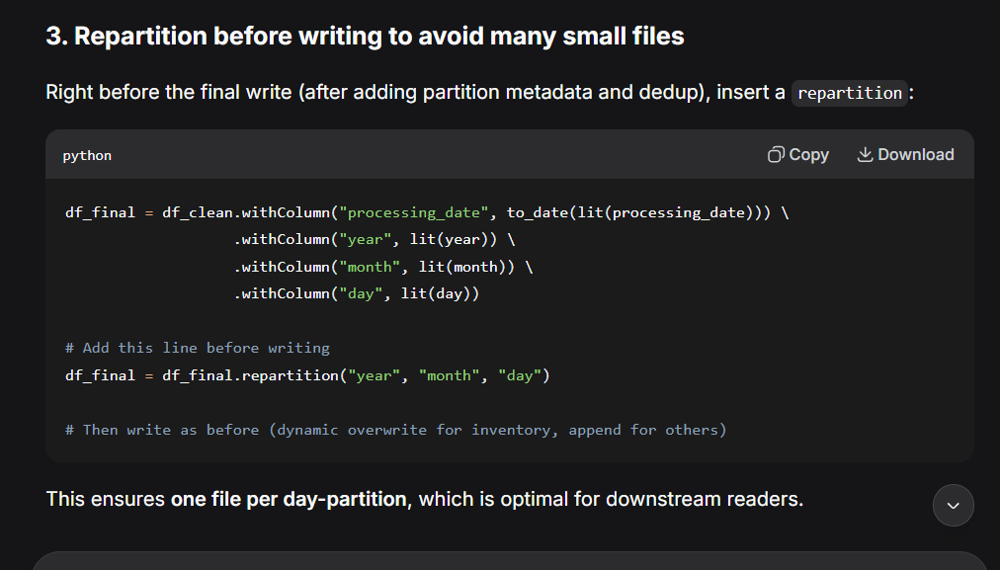 3. Repartition before writing to avoid many small files
Right before the final write (after adding partition metadata and dedup), insert a repartition:
python
Copy
Download
df_final = df_clean.withColumn("processing_date", to_date(lit(processing_date))) \
.withColumn("year", lit(year)) \
.withColumn("month", lit(month)) \
.withColumn("day", lit(day))
# Add this line before writing
df_final = df_final.repartition("year", "month", "day")
# Then write as before (dynamic overwrite for inventory, append for others)
This ensures one file per day-partition, which is optimal for downstream readers.